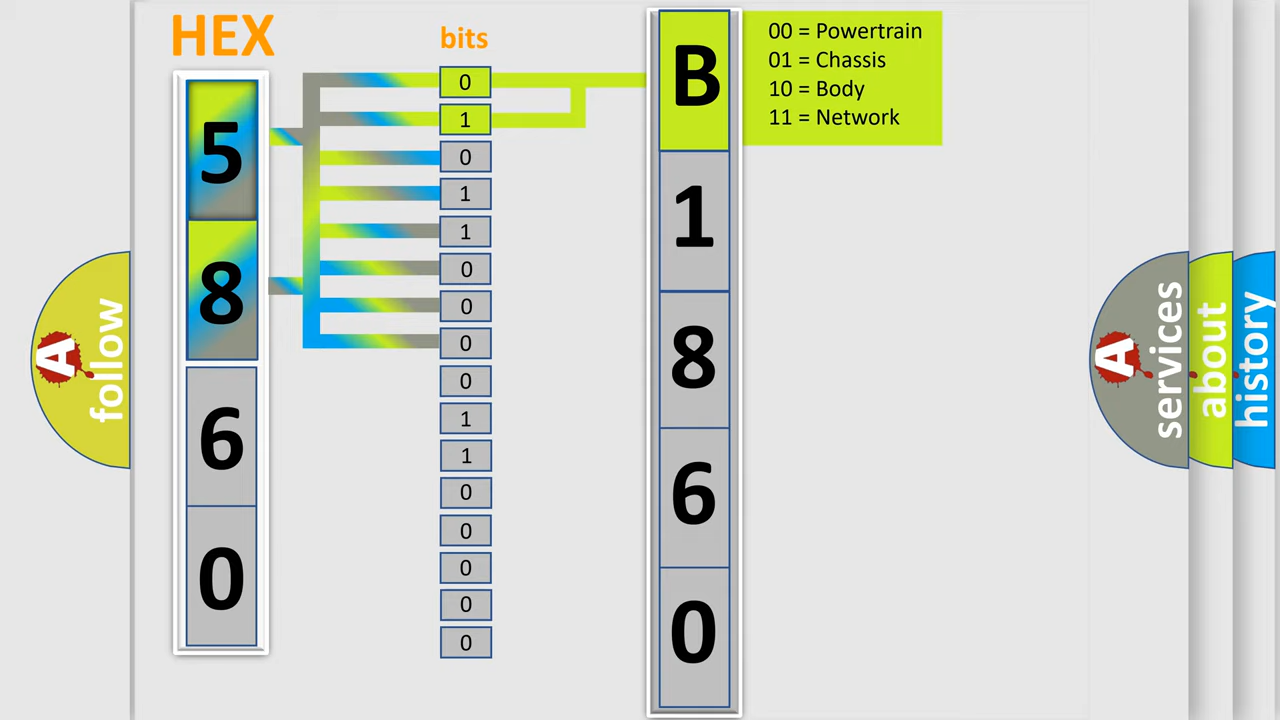 HEX
5
8
6
0
bits
0
1
0
1
1
0
0
0
0
1
1
0
0
0
0
0
B
1
8
6
0
00 = Powertrain
01 = Chassis
10 = Body
11 = Network
A
follow
A
services
about
history